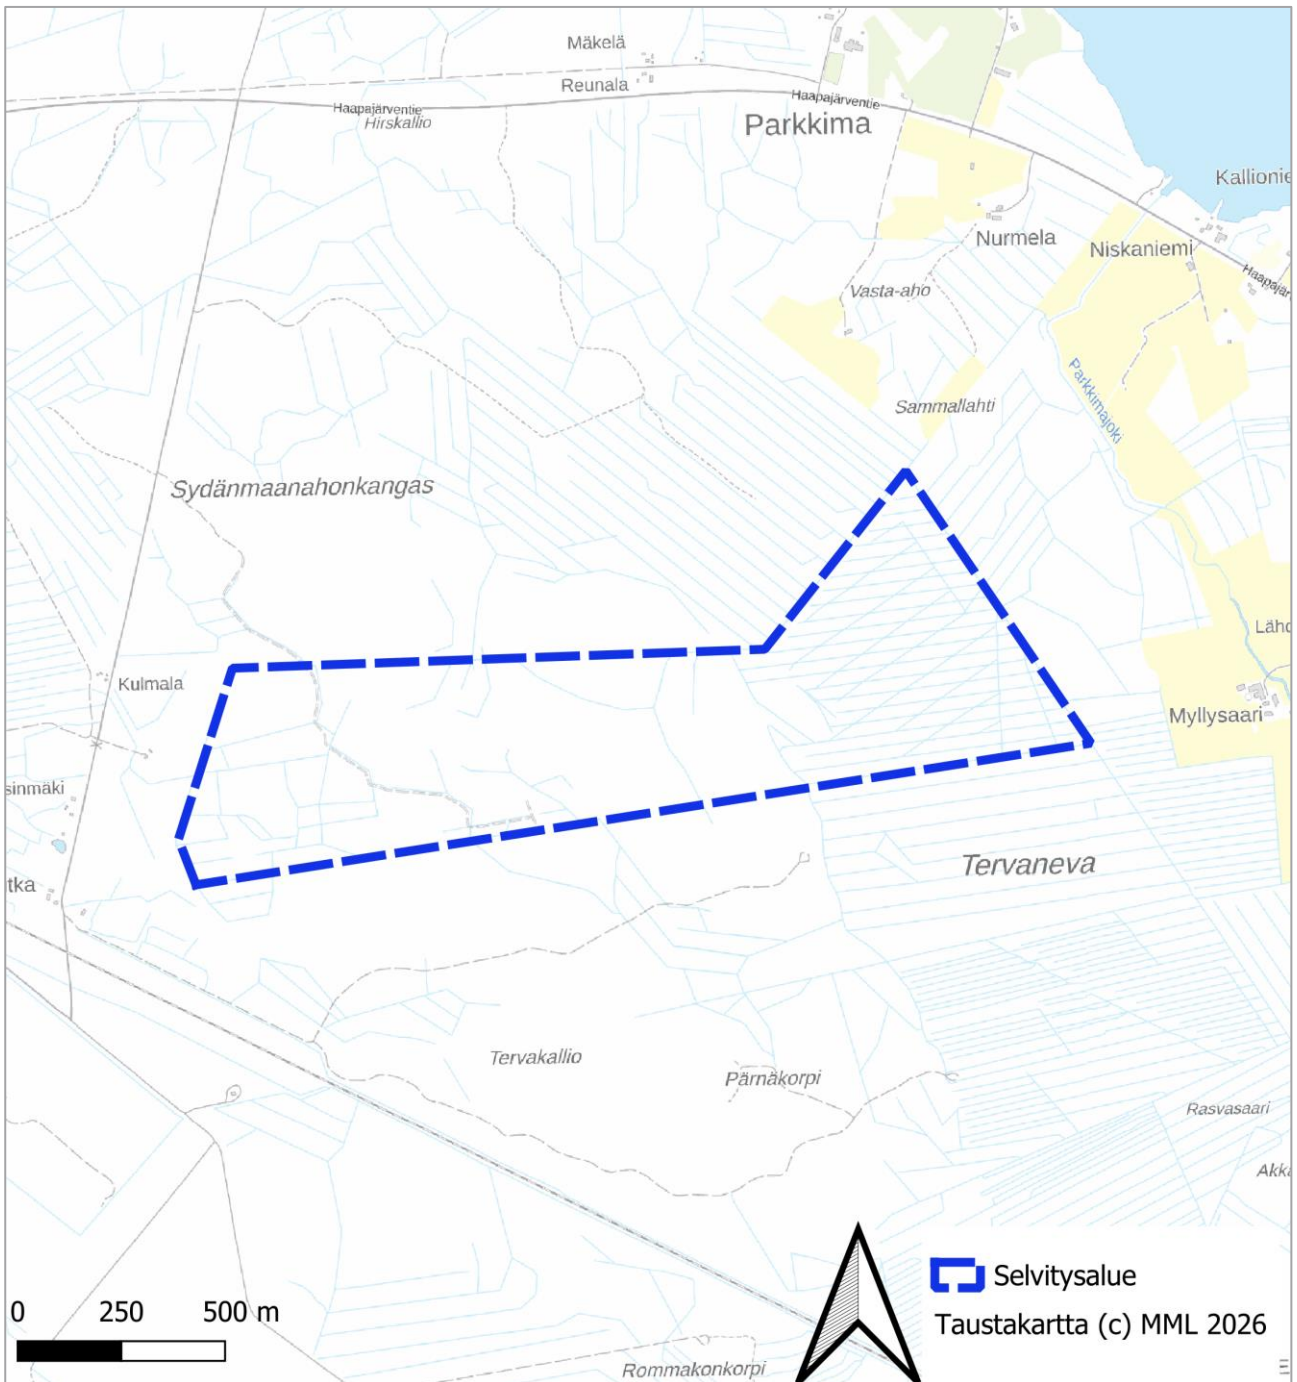 Mäkelä
Reunala
Haapajärventie
Haapajärventie
Hirskallio
Parkkima
Kallionie
Nurmela
Niskaniemi
Haapajär
Vasta-aho
Parkkimajoki
Sammallahti
Sydänmaanahonkangas
Lähd
Kulmala
Myllysaari
sinmäki
Tervaneva
tka
Tervakallio
Pärnäkorpi
Rasvasaari
Akka
Selvitysalue
0 250 500 m
Taustakartta (c) MML 2026
Rommakonkorpi